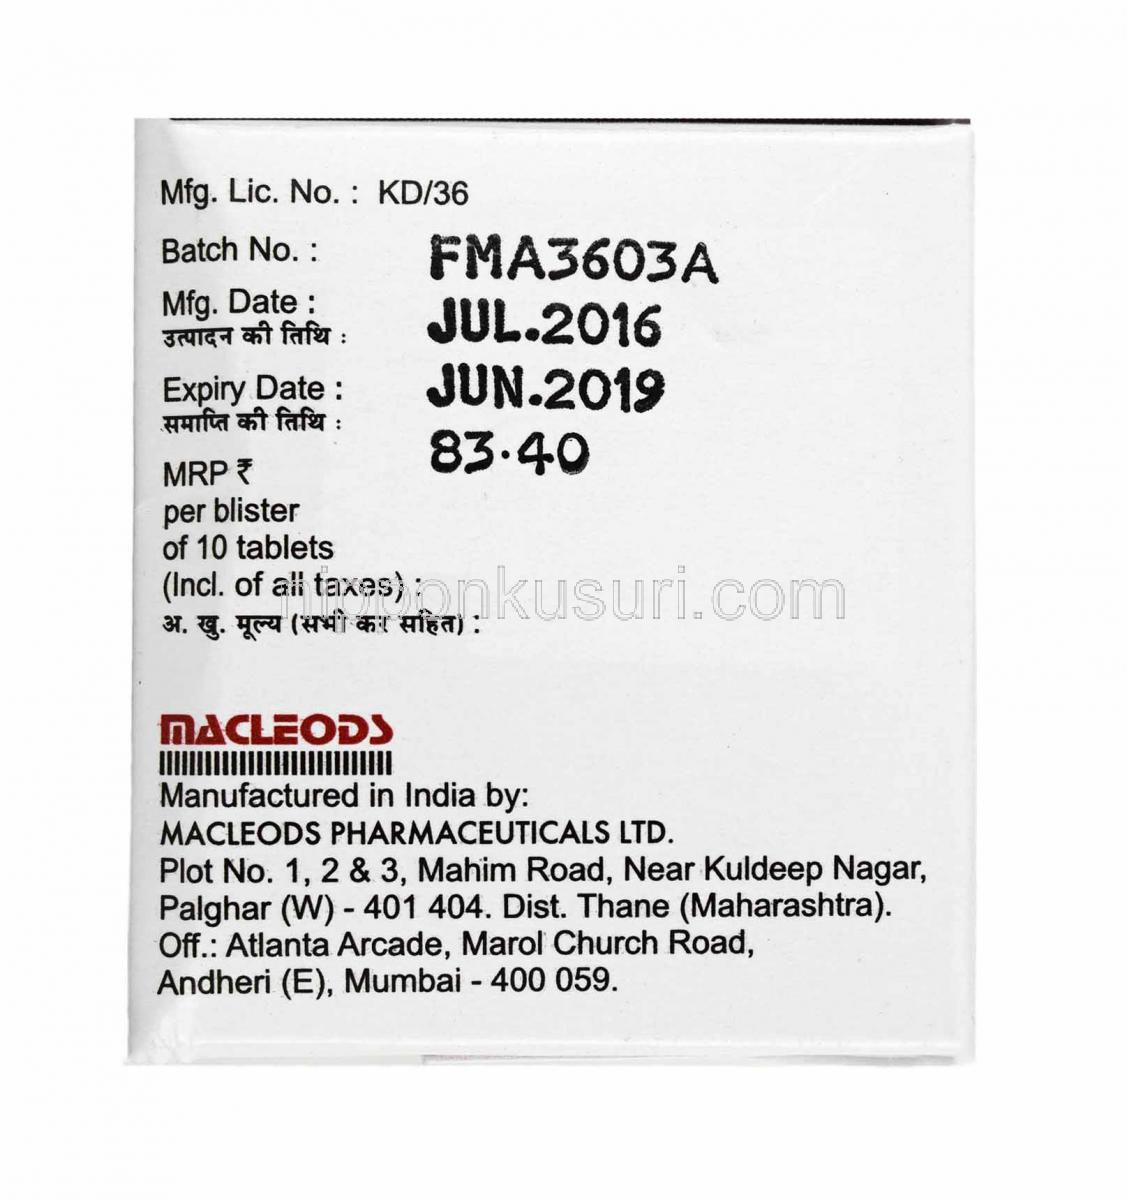 Mfg. Lic. No. : KD/36
Batch No. : FMA3603A
Mfg. Date : JUL.2016
उत्पादन की तिथि :
Expiry Date : JUN.2019
समाप्ति की तिथि :
MRP ₹ 83.40
per blister
of 10 tablets
(Incl. of all taxes) :
nipponkusuri.com
अ. खु. मूल्य (सभी कर सहित) :
MACLEODS
Manufactured in India by:
MACLEODS PHARMACEUTICALS LTD.
Plot No. 1, 2 & 3, Mahim Road, Near Kuldeep Nagar,
Palghar (W) - 401 404. Dist. Thane (Maharashtra).
Off.: Atlanta Arcade, Marol Church Road,
Andheri (E), Mumbai - 400 059.